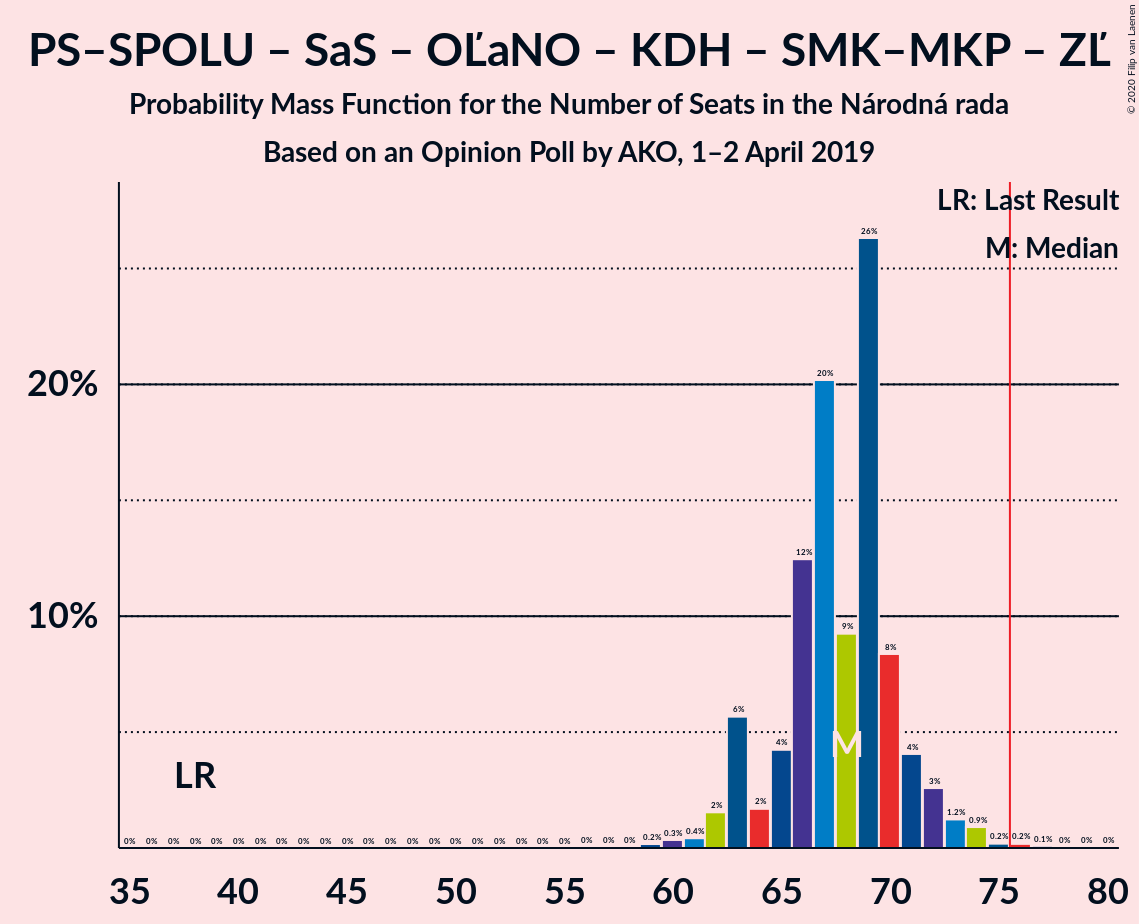 PS–SPOLU – SaS – OĽaNO – KDH – SMK–MKP – ZĽ
Probability Mass Function for the Number of Seats in the Národná rada
Based on an Opinion Poll by AKO, 1–2 April 2019
© 2020 Filip van Laenen
LR: Last Result
M: Median
26%
20%
20%
12%
10%
9%
8%
6%
4%
4%
M
3%
LR
2%
2%
1.2%
0.9%
0% 0% 0% 0% 0% 0% 0% 0% 0% 0% 0% 0% 0% 0% 0% 0% 0% 0% 0% 0% 0% 0% 0% 0% 0.2% 0.3% 0.4% 0.2% 0.2% 0.1% 0% 0% 0%
35 40 45 50 55 60 65 70 75 80